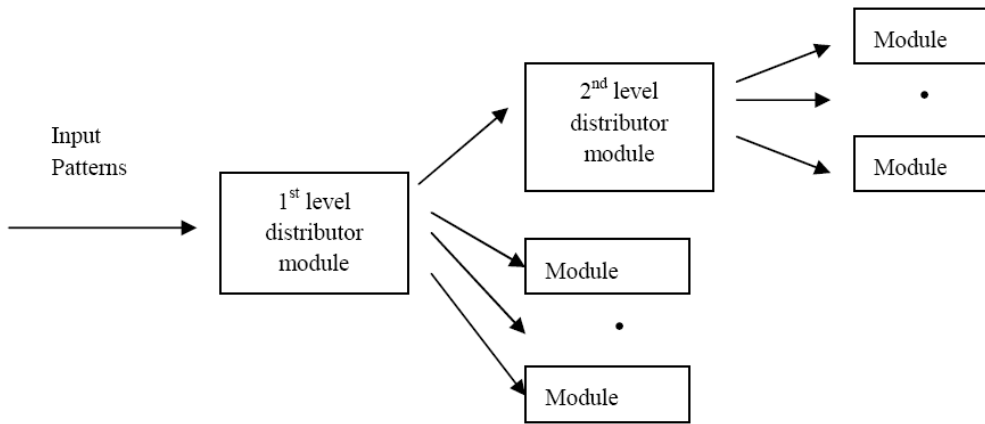 Input
Patterns
1st level
distributor
module
2nd level
distributor
module
Module
Module
Module
Module